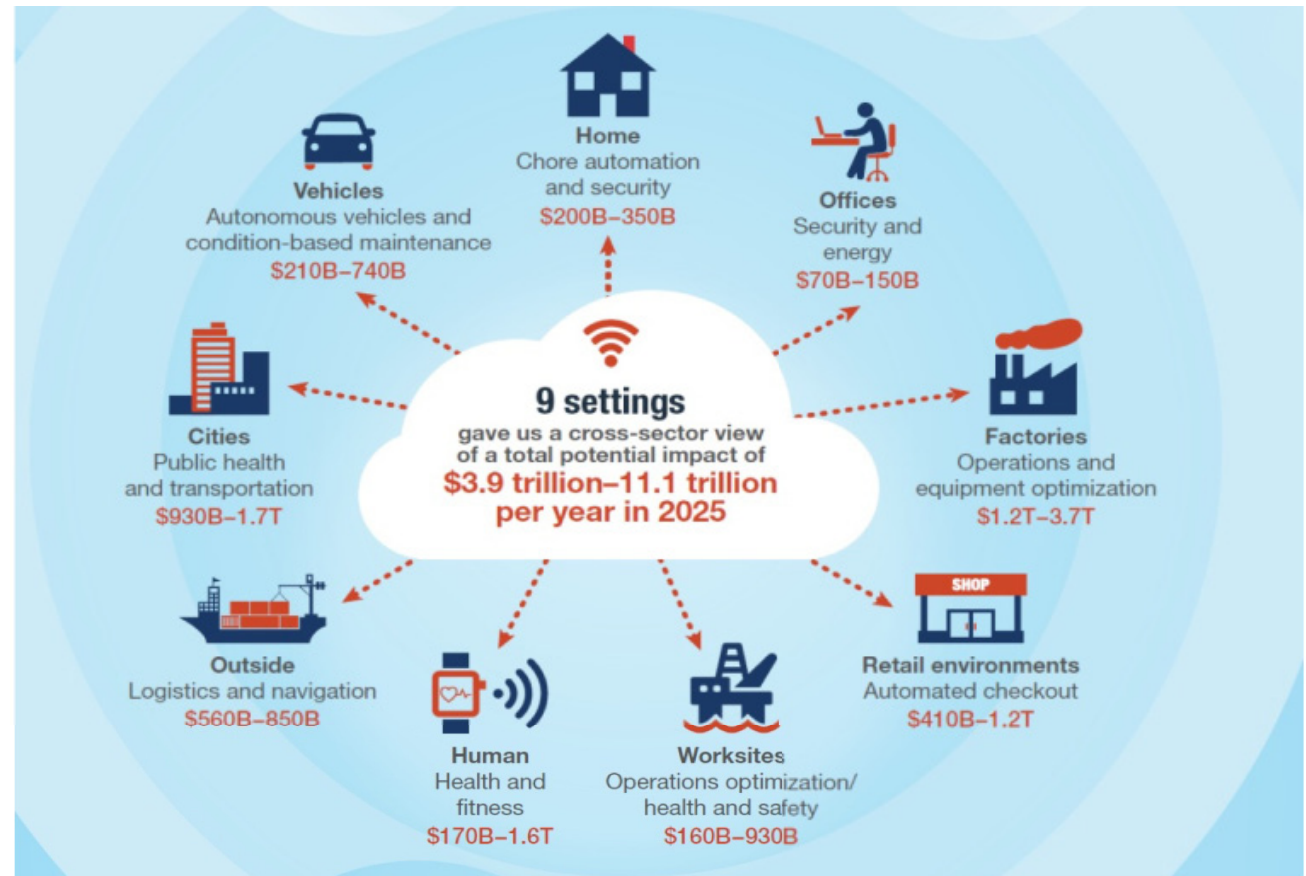 Home
Chore automation
and security
$200B–350B
Vehicles
Autonomous vehicles and
condition-based maintenance
$210B–740B
Offices
Security and
energy
$70B–150B
9 settings
gave us a cross-sector view
of a total potential impact of
$3.9 trillion–11.1 trillion
per year in 2025
Cities
Public health
and transportation
$930B–1.7T
Factories
Operations and
equipment optimization
$1.2T–3.7T
Outside
Logistics and navigation
$560B–850B
SHOP
Retail environments
Automated checkout
$410B–1.2T
Human
Health and
fitness
$170B–1.6T
Worksites
Operations optimization/
health and safety
$160B–930B